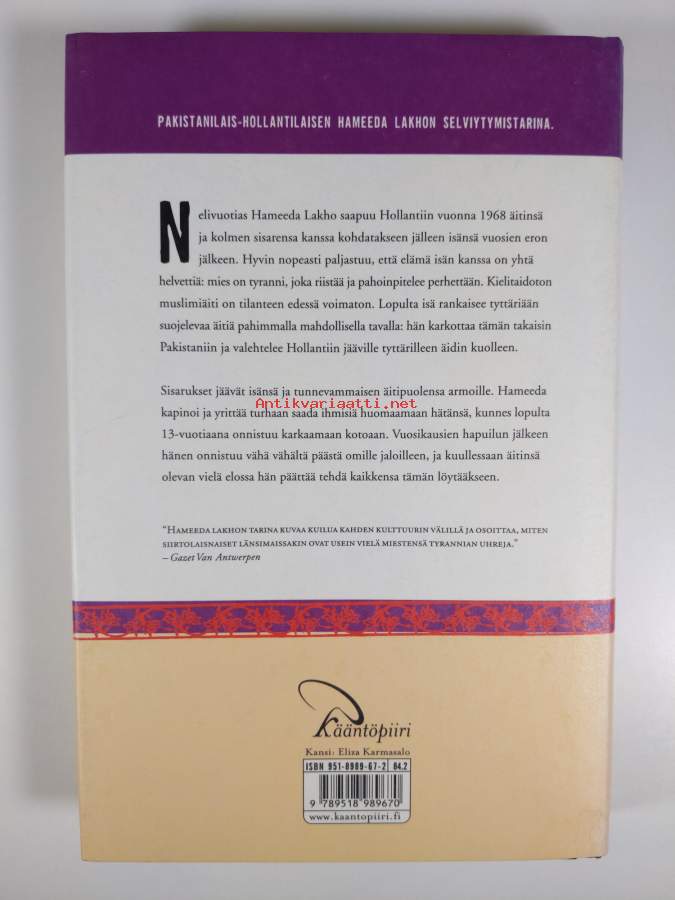 PAKISTANILAIS-HOLLANTILAISEN HAMEEDA LAKHON SELVIYTYMISTARINA.
Nelivuotias Hameeda Lakho saapuu Hollantiin vuonna 1968 äitinsä
ja kolmen sisarensa kanssa kohdatakseen jälleen isänsä vuosien eron
jälkeen. Hyvin nopeasti paljastuu, että elämä isän kanssa on yhtä
helvettiä: mies on tyranni, joka riistää ja pahoinpitelee perhettään. Kielitaidoton
muslimiäiti on tilanteen edessä voimaton. Lopulta isä rankaisee tyttäriään
suojelevaa äitiä pahimmalla mahdollisella tavalla: hän karkottaa tämän takaisin
Pakistaniin ja valehtelee Hollantiin jääville tyttärilleen äidin kuolleen.
Sisarukset jäävät isänsä ja tunnevammaisen äitipuolensa armoille. Hameeda
kapinoi ja yrittää turhaan saada ihmisiä huomaamaan hätänsä, kunnes lopulta
Antikvariaatti.net
13-vuotiaana onnistuu karkaamaan kotoaan. Vuosikausien hapuilun jälkeen
hänen onnistuu vähä vähältä päästä omille jaloilleen, ja kuullessaan äitinsä
olevan vielä elossa hän päättää tehdä kaikkensa tämän löytääkseen.
"HAMEEDA LAKHON TARINA KUVAA KUILUA KAHDEN KULTTUURIN VÄLILLÄ JA OSOITTAA, MITEN
SIIRTOLAISNAISET LÄNSIMAISSAKIN OVAT USEIN VIELÄ MIESTENSÄ TYRANNIAN UHREJA."
– Gazet Van Antwerpen
Kääntöpiiri
Kansi: Eliza Karmasalo
ISBN 951-8989-67-2 84.2
9 789518 989670
www.kaantopiiri.fi